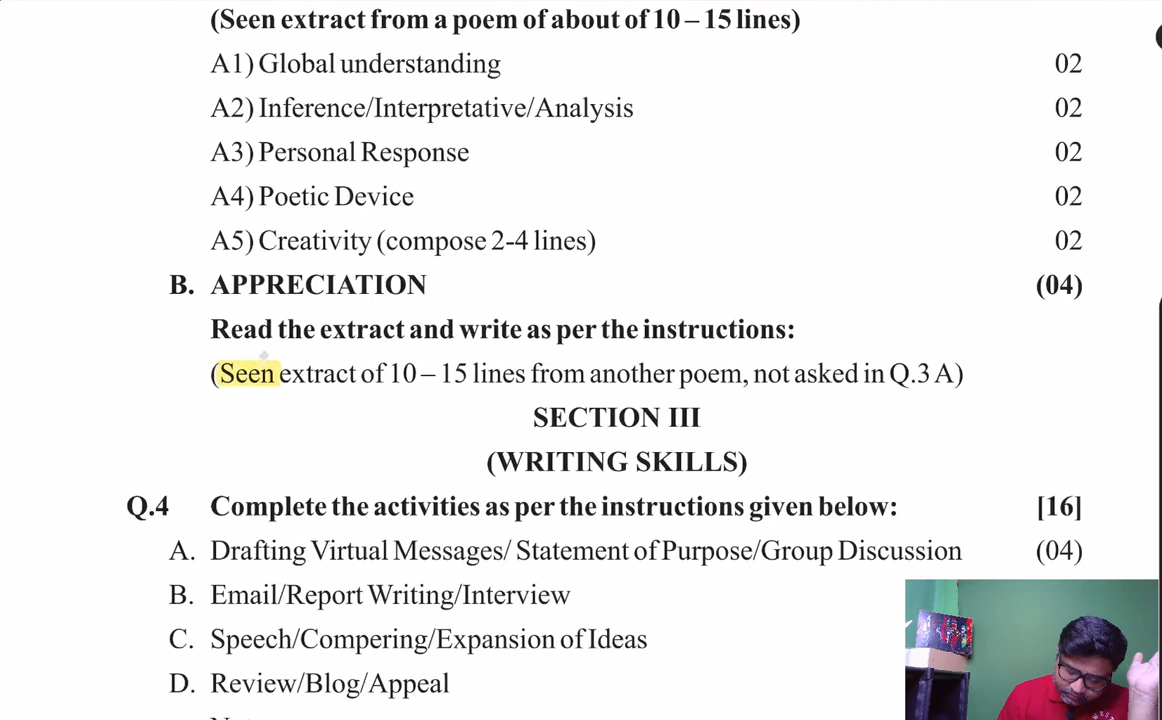 (Seen extract from a poem of about of 10 – 15 lines)
A1) Global understanding 02
A2) Inference/Interpretative/Analysis 02
A3) Personal Response 02
A4) Poetic Device 02
A5) Creativity (compose 2-4 lines) 02
B. APPRECIATION (04)
Read the extract and write as per the instructions:
(Seen extract of 10 – 15 lines from another poem, not asked in Q.3 A)
SECTION III
(WRITING SKILLS)
Q.4 Complete the activities as per the instructions given below: [16]
A. Drafting Virtual Messages/ Statement of Purpose/Group Discussion (04)
B. Email/Report Writing/Interview
C. Speech/Compering/Expansion of Ideas
D. Review/Blog/Appeal